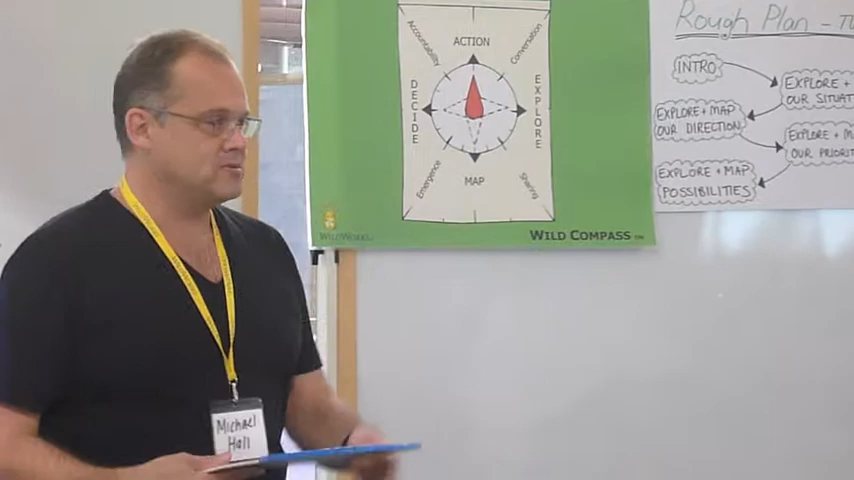 Accountability
ACTION
Conversation
DECIDE
EXPLORE
Emergence
MAP
Sharing
WILDWORKS
WILD COMPASS
Rough Plan -
INTRO
EXPLORE +
OUR SITUAT
EXPLORE + MAP
OUR DIRECTION
EXPLORE + M
OUR PRIORIT
EXPLORE + MAP
POSSIBILITIES
Michael
Hall